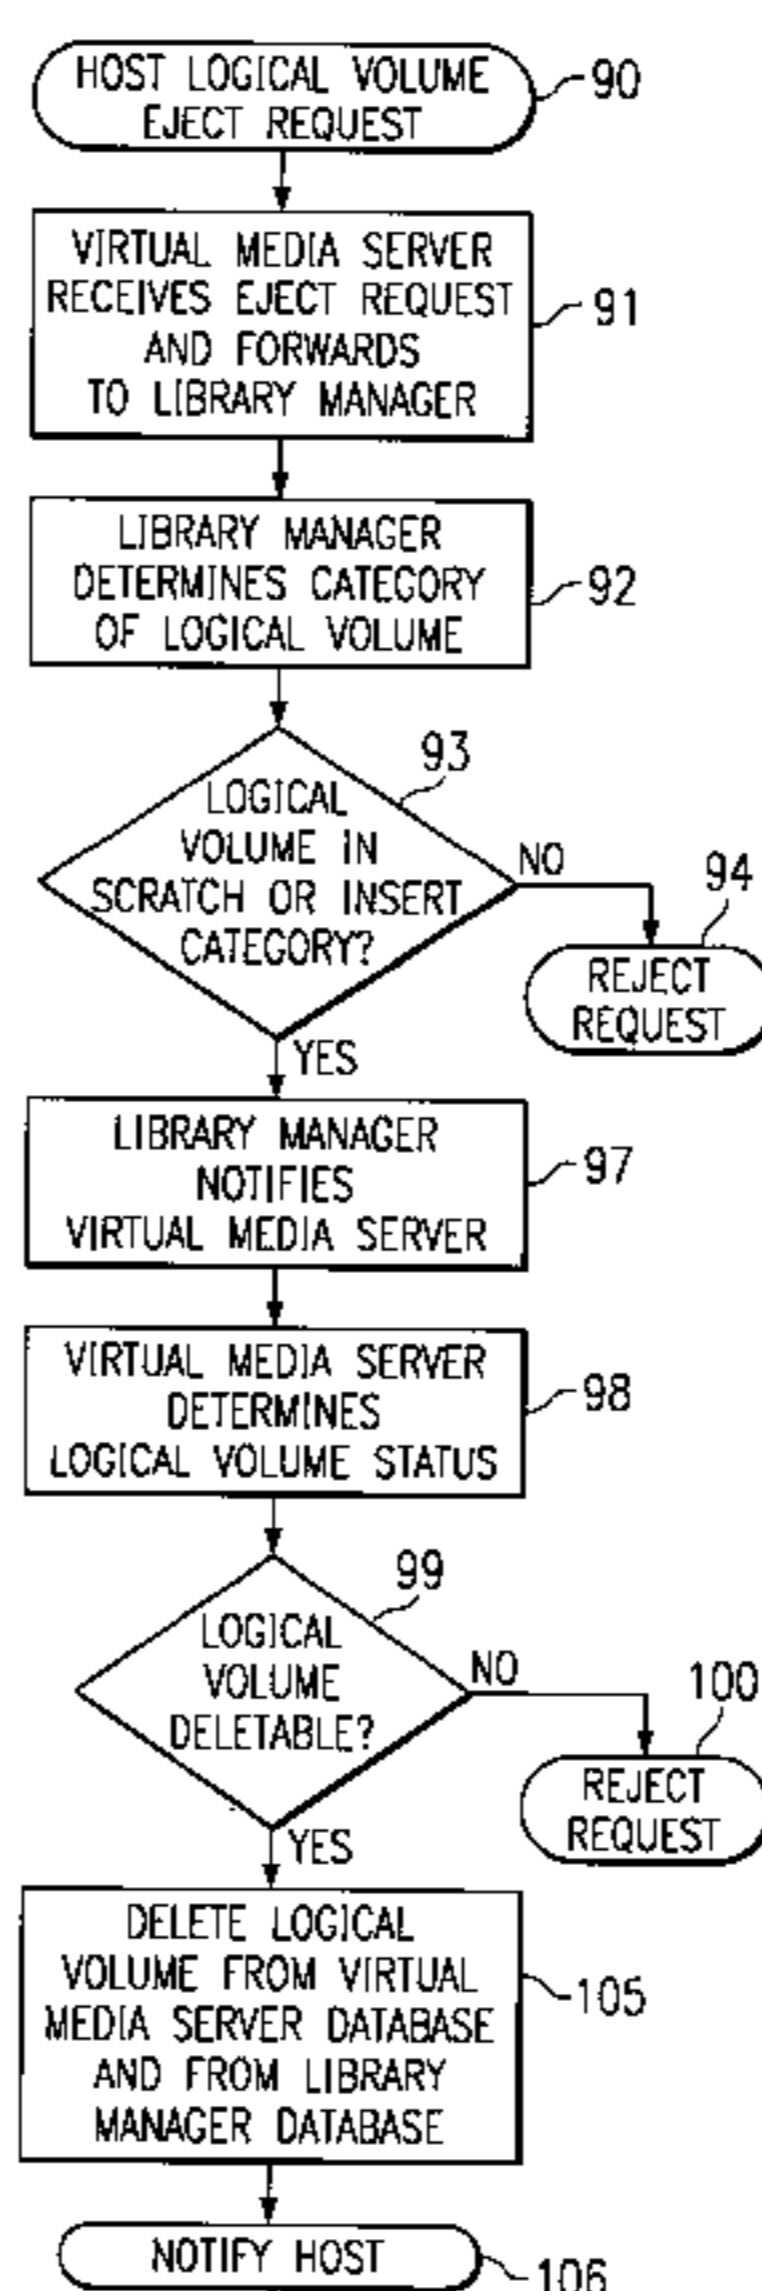 HOST LOGICAL VOLUME
EJECT REQUEST
90
VIRTUAL MEDIA SERVER
RECEIVES EJECT REQUEST
AND FORWARDS
TO LIBRARY MANAGER
91
LIBRARY MANAGER
DETERMINES CATEGORY
OF LOGICAL VOLUME
92
93
LOGICAL
VOLUME IN
SCRATCH OR INSERT
CATEGORY?
NO
94
REJECT
REQUEST
YES
LIBRARY MANAGER
NOTIFIES
VIRTUAL MEDIA SERVER
97
VIRTUAL MEDIA SERVER
DETERMINES
LOGICAL VOLUME STATUS
98
99
LOGICAL
VOLUME
DELETABLE?
NO
100
REJECT
REQUEST
YES
DELETE LOGICAL
VOLUME FROM VIRTUAL
MEDIA SERVER DATABASE
AND FROM LIBRARY
MANAGER DATABASE
105
NOTIFY HOST
106